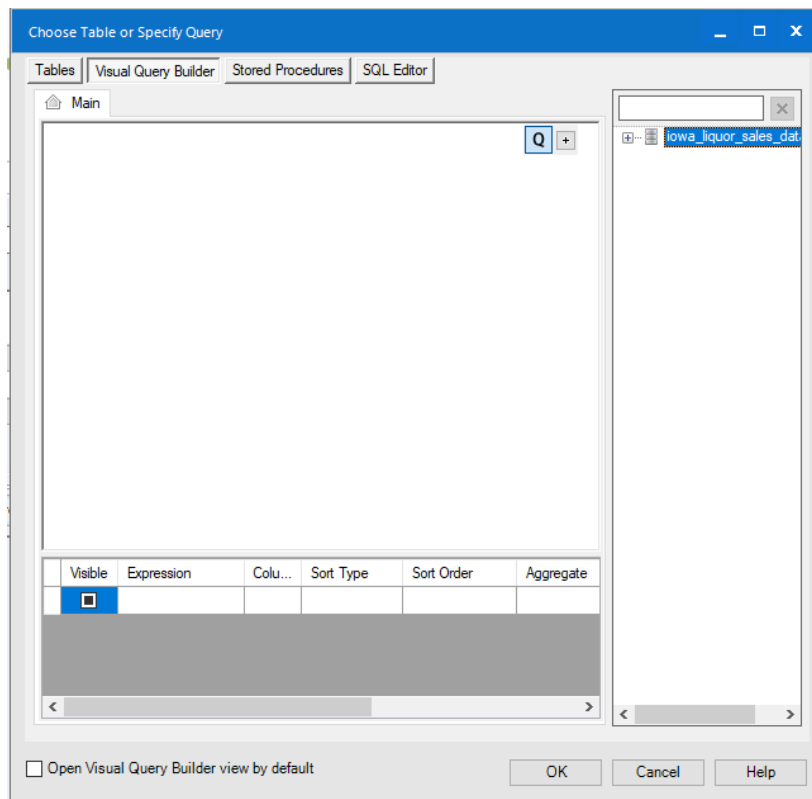 Choose Table or Specify Query
Tables Visual Query Builder Stored Procedures SQL Editor
Main
Q +
iowa_liquor_sales_dat
Visible Expression Colu... Sort Type Sort Order Aggregate
Open Visual Query Builder view by default
OK Cancel Help